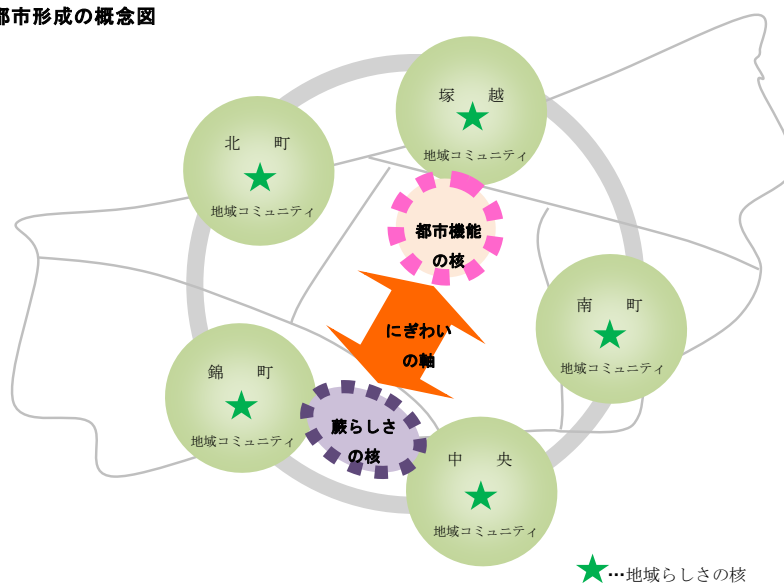 都市形成の概念図
塚 越
地域コミュニティ
北 町
地域コミュニティ
都市機能
の核
南 町
地域コミュニティ
にぎわい
の軸
錦 町
地域コミュニティ
蕨らしさ
の核
中 央
地域コミュニティ
★…地域らしさの核